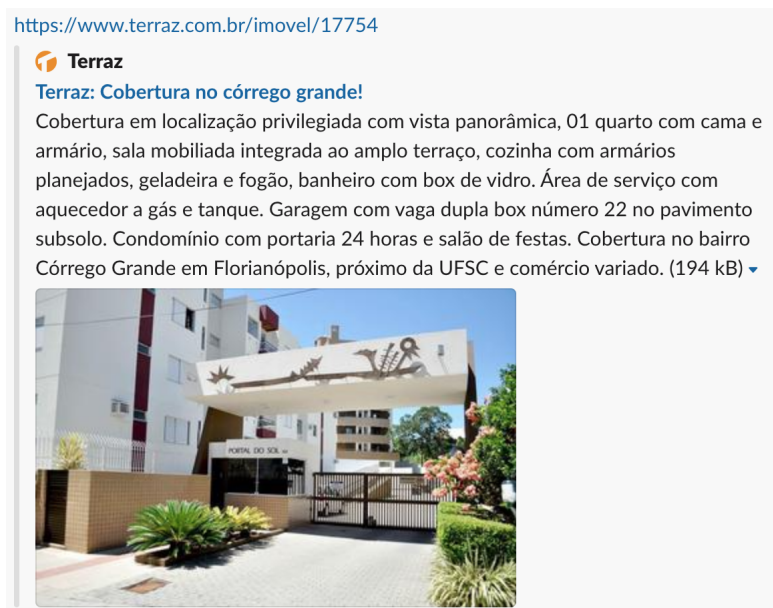 https://www.terraz.com.br/imovel/17754
Terraz
Terraz: Cobertura no córrego grande!
Cobertura em localização privilegiada com vista panorâmica, 01 quarto com cama e
armário, sala mobiliada integrada ao amplo terraço, cozinha com armários
planejados, geladeira e fogão, banheiro com box de vidro. Área de serviço com
aquecedor a gás e tanque. Garagem com vaga dupla box número 22 no pavimento
subsolo. Condomínio com portaria 24 horas e salão de festas. Cobertura no bairro
Córrego Grande em Florianópolis, próximo da UFSC e comércio variado. (194 kB)
PORTAL DO SOL